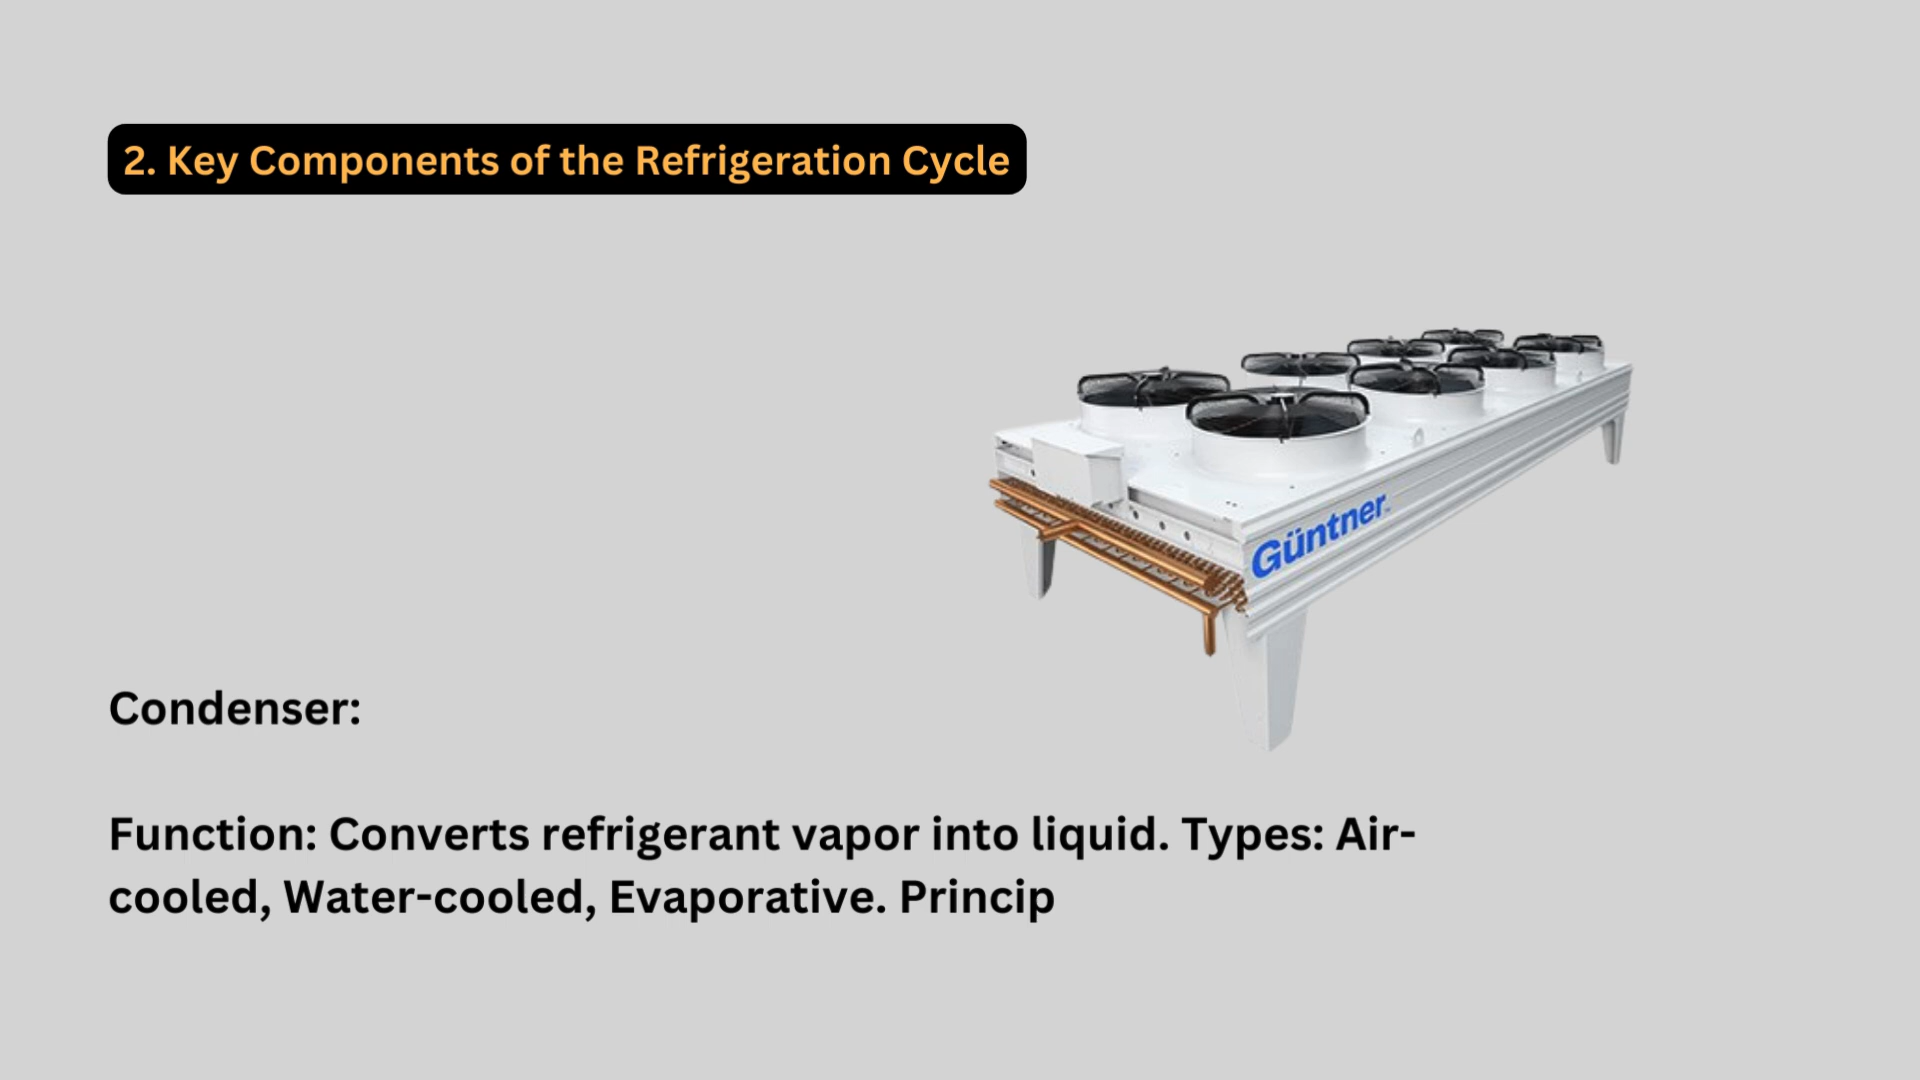 2. Key Components of the Refrigeration Cycle
Güntner
Condenser:
Function: Converts refrigerant vapor into liquid. Types: Air-
cooled, Water-cooled, Evaporative. Princip